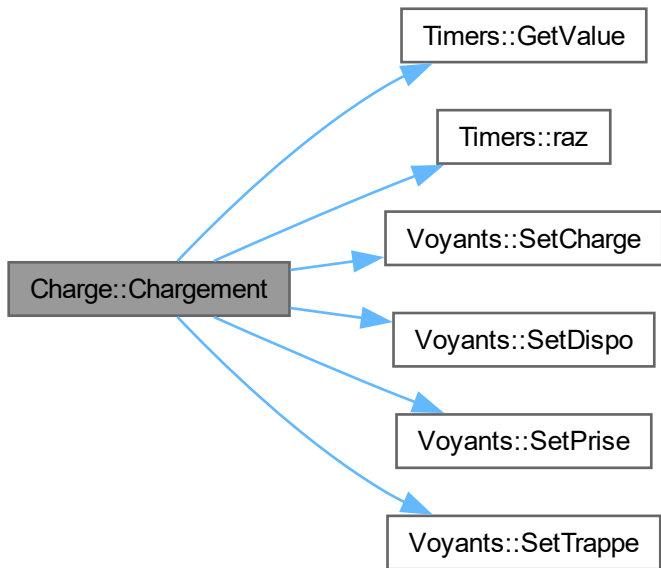 Timers::GetValue
Timers::raz
Voyants::SetCharge
Charge::Chargement
Voyants::SetDispo
Voyants::SetPrise
Voyants::SetTrappe